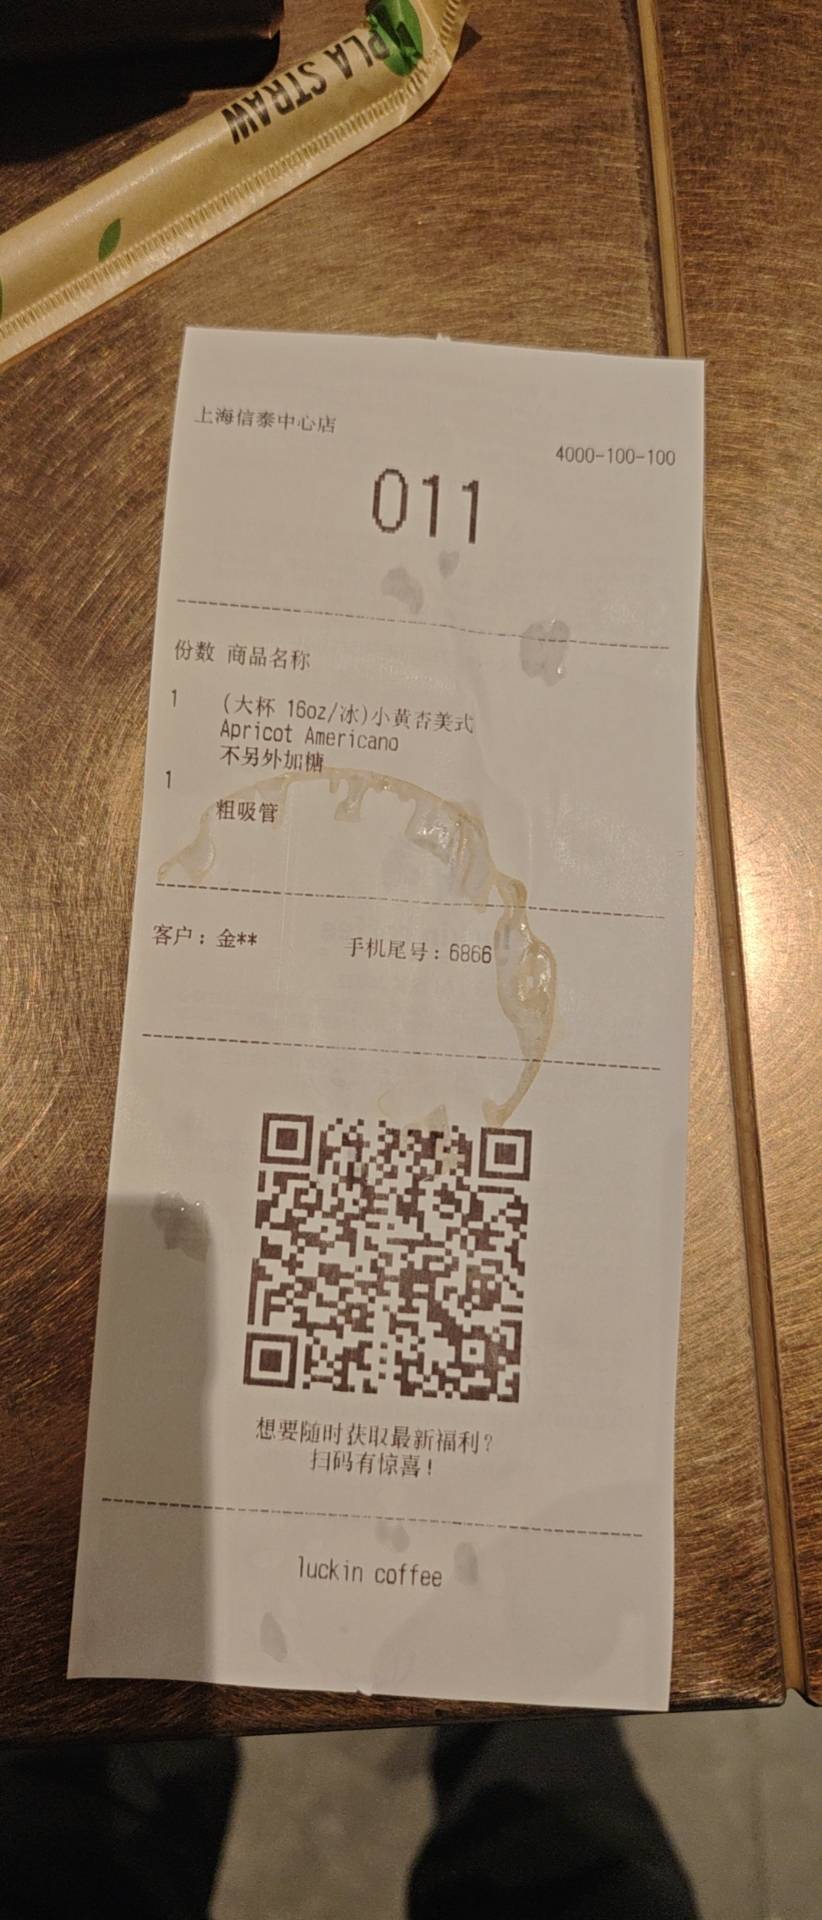 PLA STRAW
上海信泰中心店
4000-100-100
011
份数 商品名称
1 (大杯 16oz/冰)小黄杏美式
Apricot Americano
不另外加糖
1
粗吸管
客户: 金** 手机尾号: 6866
想要随时获取最新福利?
扫码有惊喜!
luckin coffee